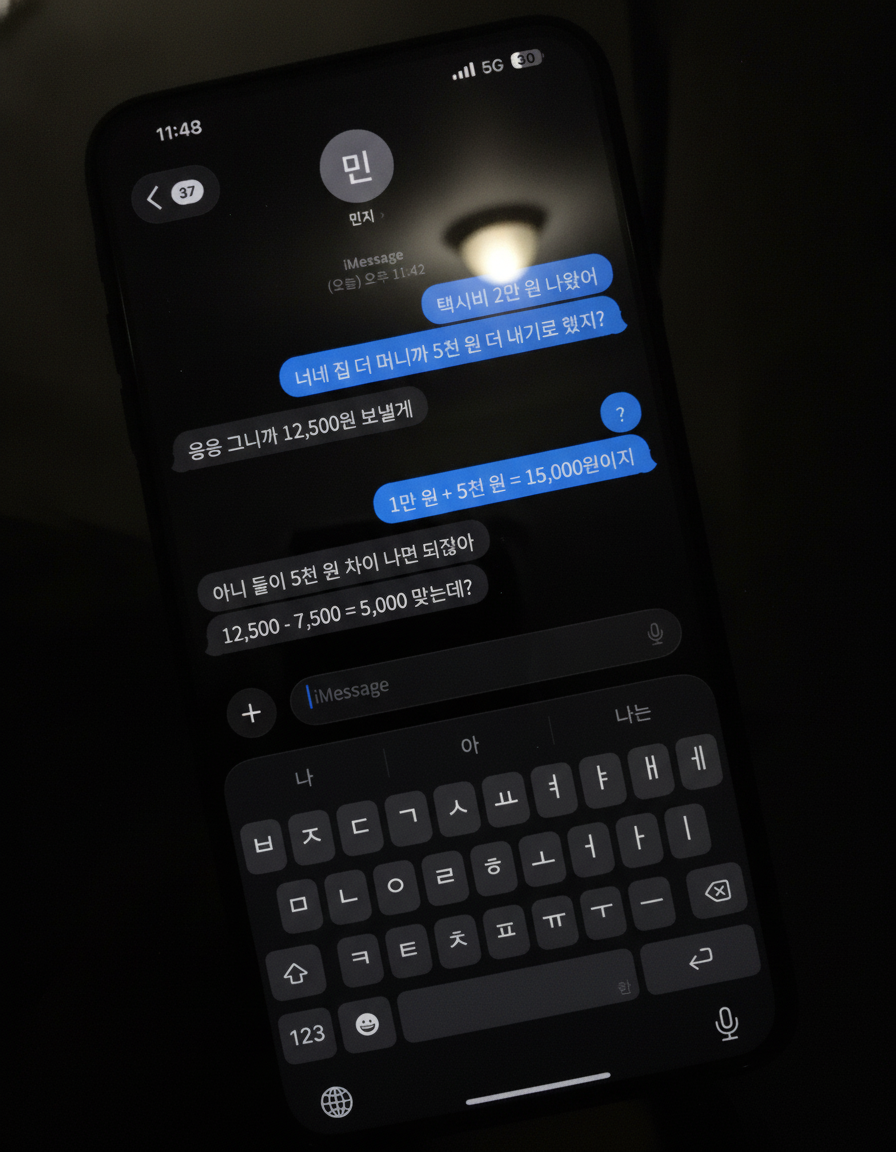 11:48
5G 30
37
민
민지
iMessage
(오늘) 오후 11:42
택시비 2만 원 나왔어
너네 집 더 머니까 5천 원 더 내기로 했지?
응응 그니까 12,500원 보낼게
?
1만 원 + 5천 원 = 15,000원이지
아니 둘이 5천 원 차이 나면 되잖아
12,500 - 7,500 = 5,000 맞는데?
iMessage
나 아 나는
ㅂ ㅈ ㄷ ㄱ ㅅ ㅛ ㅕ ㅑ ㅐ ㅔ
ㅁ ㄴ ㅇ ㄹ ㅎ ㅗ ㅓ ㅏ ㅣ
ㅋ ㅌ ㅊ ㅍ ㅠ ㅜ ㅡ
123 한